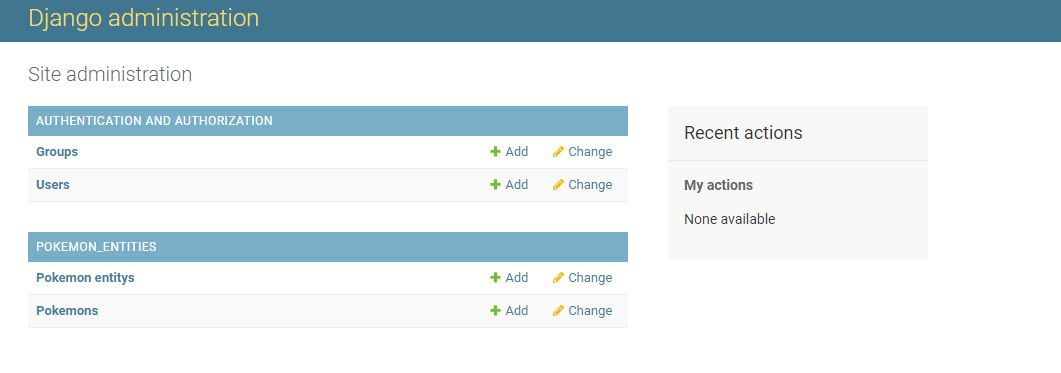 Django administration
Site administration
AUTHENTICATION AND AUTHORIZATION
Groups Add Change
Users Add Change
POKEMON_ENTITIES
Pokemon entitys Add Change
Pokemons Add Change
Recent actions
My actions
None available